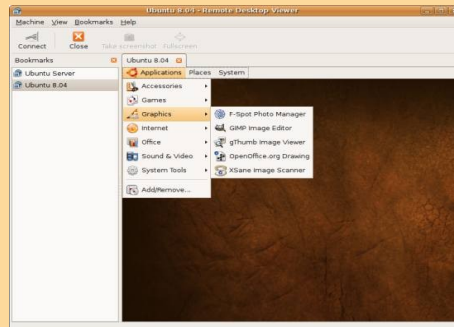 Ubuntu 8.04 - Remote Desktop Viewer
Machine View Bookmarks Help
Connect Close Take screenshot Fullscreen
Bookmarks
Ubuntu 8.04
Ubuntu Server
Ubuntu 8.04
Applications Places System
Accessories
Games
Graphics
Internet
Office
Sound & Video
System Tools
Add/Remove...
F-Spot Photo Manager
GIMP Image Editor
gThumb Image Viewer
OpenOffice.org Drawing
XSane Image Scanner